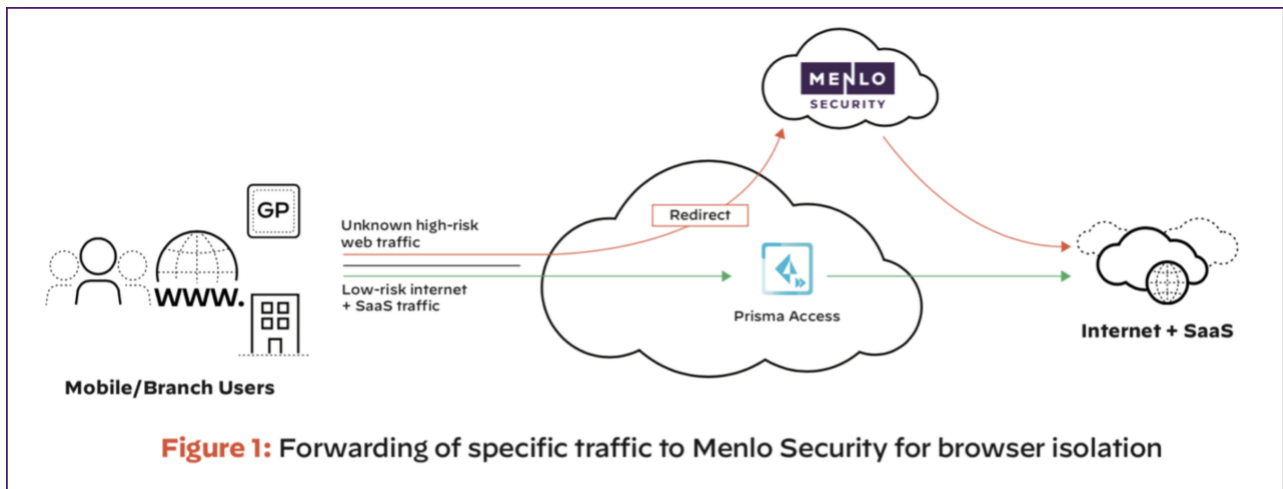 MENLO
SECURITY
GP
Unknown high-risk
web traffic
Redirect
www.
Low-risk internet
+ SaaS traffic
Prisma Access
Internet + SaaS
Mobile/Branch Users
Figure 1: Forwarding of specific traffic to Menlo Security for browser isolation